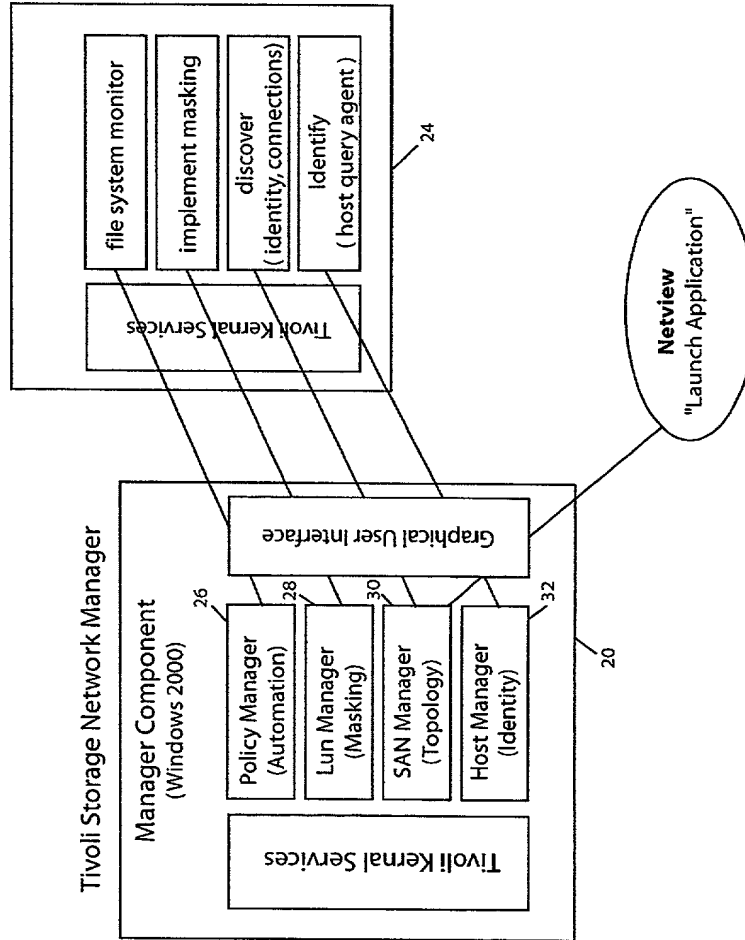 Tivoli Storage Network Manager
Manager Component
(Windows 2000)
Tivoli Kernal Services
Policy Manager
(Automation)
26
Lun Manager
(Masking)
28
SAN Manager
(Topology)
30
Host Manager
(Identity)
32
Graphical User Interface
20
Tivoli Kernal Services
file system monitor
implement masking
discover
( identity, connections)
Identify
( host query agent )
24
Netview
"Launch Application"